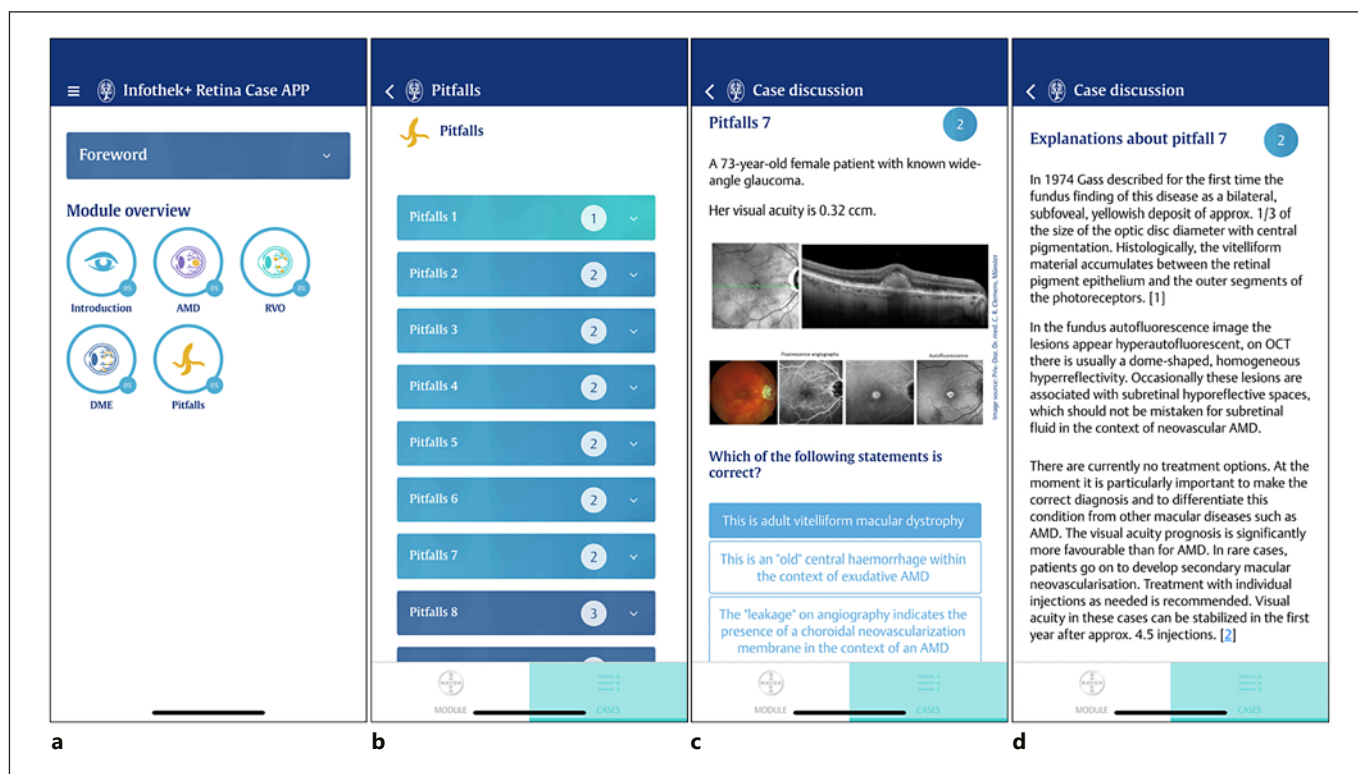 Infothek+ Retina Case APP
Foreword
Module overview
0%
0%
0%
Introduction
AMD
RVO
0%
0%
DME
Pitfalls
a
Pitfalls
Pitfalls
Pitfalls 1
1
Pitfalls 2
2
Pitfalls 3
2
Pitfalls 4
2
Pitfalls 5
2
Pitfalls 6
2
Pitfalls 7
2
Pitfalls 8
3
MODULE
CASES
b
Case discussion
Pitfalls 7
2
A 73-year-old female patient with known wide-
angle glaucoma.
Her visual acuity is 0.32 ccm.
Image source: Priv.-Doz. Dr. med. C. R. Clemens, Münster
Fluorescence angiography
Autofluorescence
Which of the following statements is
correct?
This is adult vitelliform macular dystrophy
This is an "old" central haemorrhage within
the context of exudative AMD
The "leakage" on angiography indicates the
presence of a choroidal neovascularization
membrane in the context of an AMD
MODULE
CASES
c
Case discussion
Explanations about pitfall 7
2
In 1974 Gass described for the first time the
fundus finding of this disease as a bilateral,
subfoveal, yellowish deposit of approx. 1/3 of
the size of the optic disc diameter with central
pigmentation. Histologically, the vitelliform
material accumulates between the retinal
pigment epithelium and the outer segments of
the photoreceptors. [1]
In the fundus autofluorescence image the
lesions appear hyperautofluorescent, on OCT
there is usually a dome-shaped, homogeneous
hyperreflectivity. Occasionally these lesions are
associated with subretinal hyporeflective spaces,
which should not be mistaken for subretinal
fluid in the context of neovascular AMD.
There are currently no treatment options. At the
moment it is particularly important to make the
correct diagnosis and to differentiate this
condition from other macular diseases such as
AMD. The visual acuity prognosis is significantly
more favourable than for AMD. In rare cases,
patients go on to develop secondary macular
neovascularisation. Treatment with individual
injections as needed is recommended. Visual
acuity in these cases can be stabilized in the first
year after approx. 4.5 injections. [2]
MODULE
CASES
d